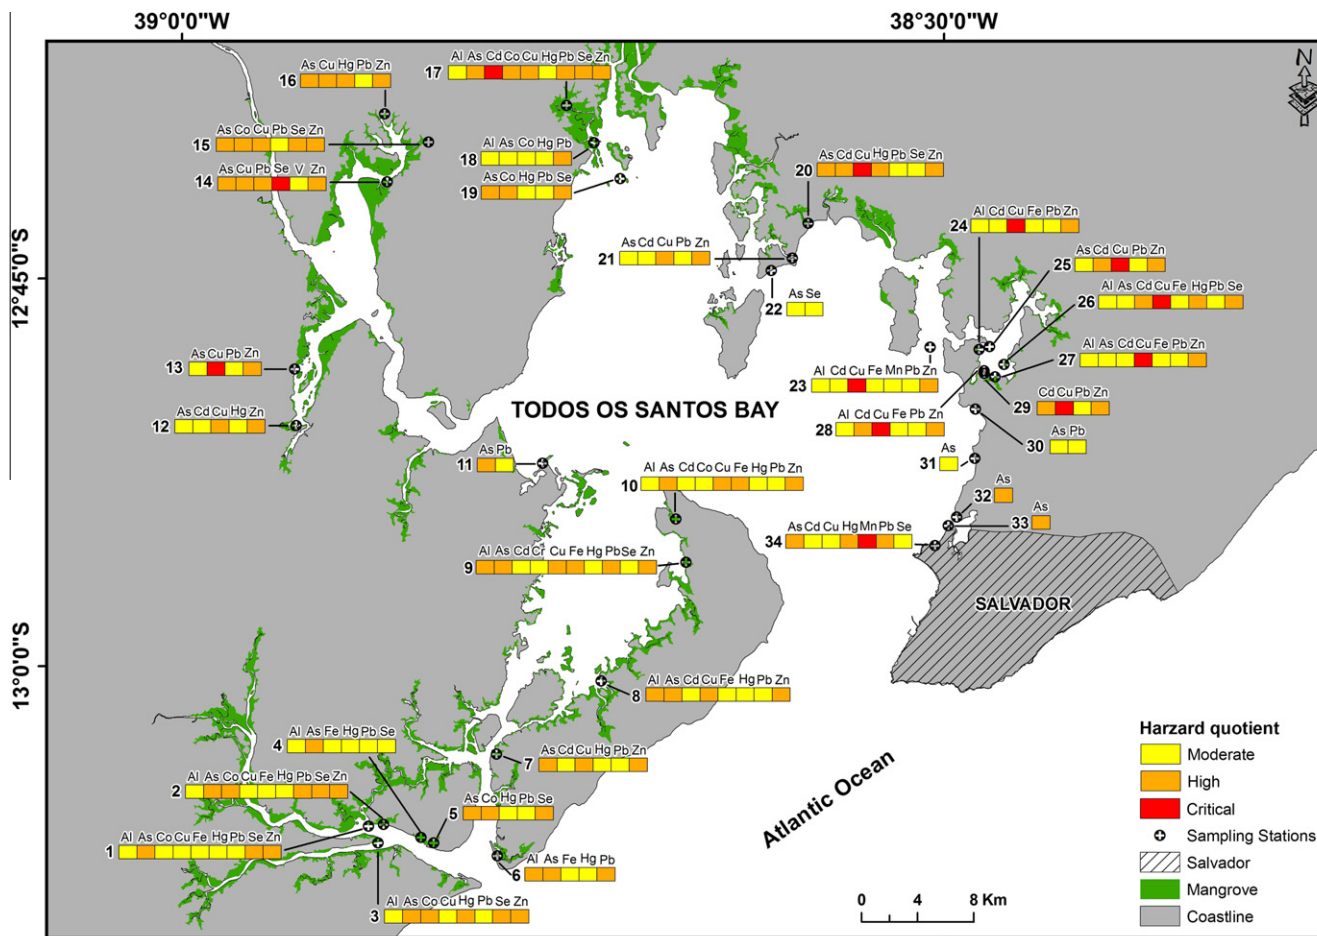 39°0'0"W
38°30'0"W
12°45'0"S
13°0'0"S
N
As Cu Hg Pb Zn
16
Al As Cd Co Cu Hg Pb Se Zn
17
As Co Cu Pb Se Zn
15
Al As Co Hg Pb
18
As Cu Pb Se V Zn
14
As Co Hg Pb Se
19
As Cd Cu Hg Pb Se Zn
20
Al Cd Cu Fe Pb Zn
24
As Cd Cu Pb Zn
21
As Cd Cu Pb Zn
25
Al As Cd Cu Fe Hg Pb Se
26
As Se
22
As Cu Pb Zn
13
Al As Cd Cu Fe Pb Zn
27
Al Cd Cu Fe Mn Pb Zn
23
Cd Cu Pb Zn
29
TODOS OS SANTOS BAY
As Cd Cu Hg Zn
12
Al Cd Cu Fe Pb Zn
28
As Pb
30
As Pb
11
As
31
Al As Cd Co Cu Fe Hg Pb Zn
10
As
32
As
33
As Cd Cu Hg Mn Pb Se
34
Al As Cd Cr Cu Fe Hg Pb Se Zn
9
SALVADOR
Al As Cd Cu Fe Hg Pb Zn
8
Al As Fe Hg Pb Se
4
As Cd Cu Hg Pb Zn
7
Al As Co Cu Fe Hg Pb Se Zn
2
As Co Hg Pb Se
5
Al As Co Cu Fe Hg Pb Se Zn
1
Al As Fe Hg Pb
6
Al As Co Cu Hg Pb Se Zn
3
Atlantic Ocean
0 4 8 Km
Harzard quotient
Moderate
High
Critical
Sampling Stations
Salvador
Mangrove
Coastline